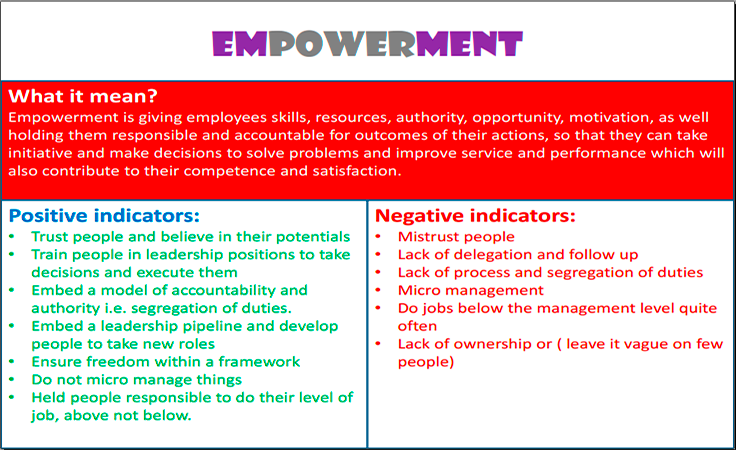 EMPOWERMENT
What it mean?
Empowerment is giving employees skills, resources, authority, opportunity, motivation, as well
holding them responsible and accountable for outcomes of their actions, so that they can take
initiative and make decisions to solve problems and improve service and performance which will
also contribute to their competence and satisfaction.
Positive indicators:
• Trust people and believe in their potentials
• Train people in leadership positions to take
decisions and execute them
• Embed a model of accountability and
authority i.e. segregation of duties.
• Embed a leadership pipeline and develop
people to take new roles
• Ensure freedom within a framework
• Do not micro manage things
• Held people responsible to do their level of
job, above not below.
Negative indicators:
• Mistrust people
• Lack of delegation and follow up
• Lack of process and segregation of duties
• Micro management
• Do jobs below the management level quite
often
• Lack of ownership or ( leave it vague on few
people)